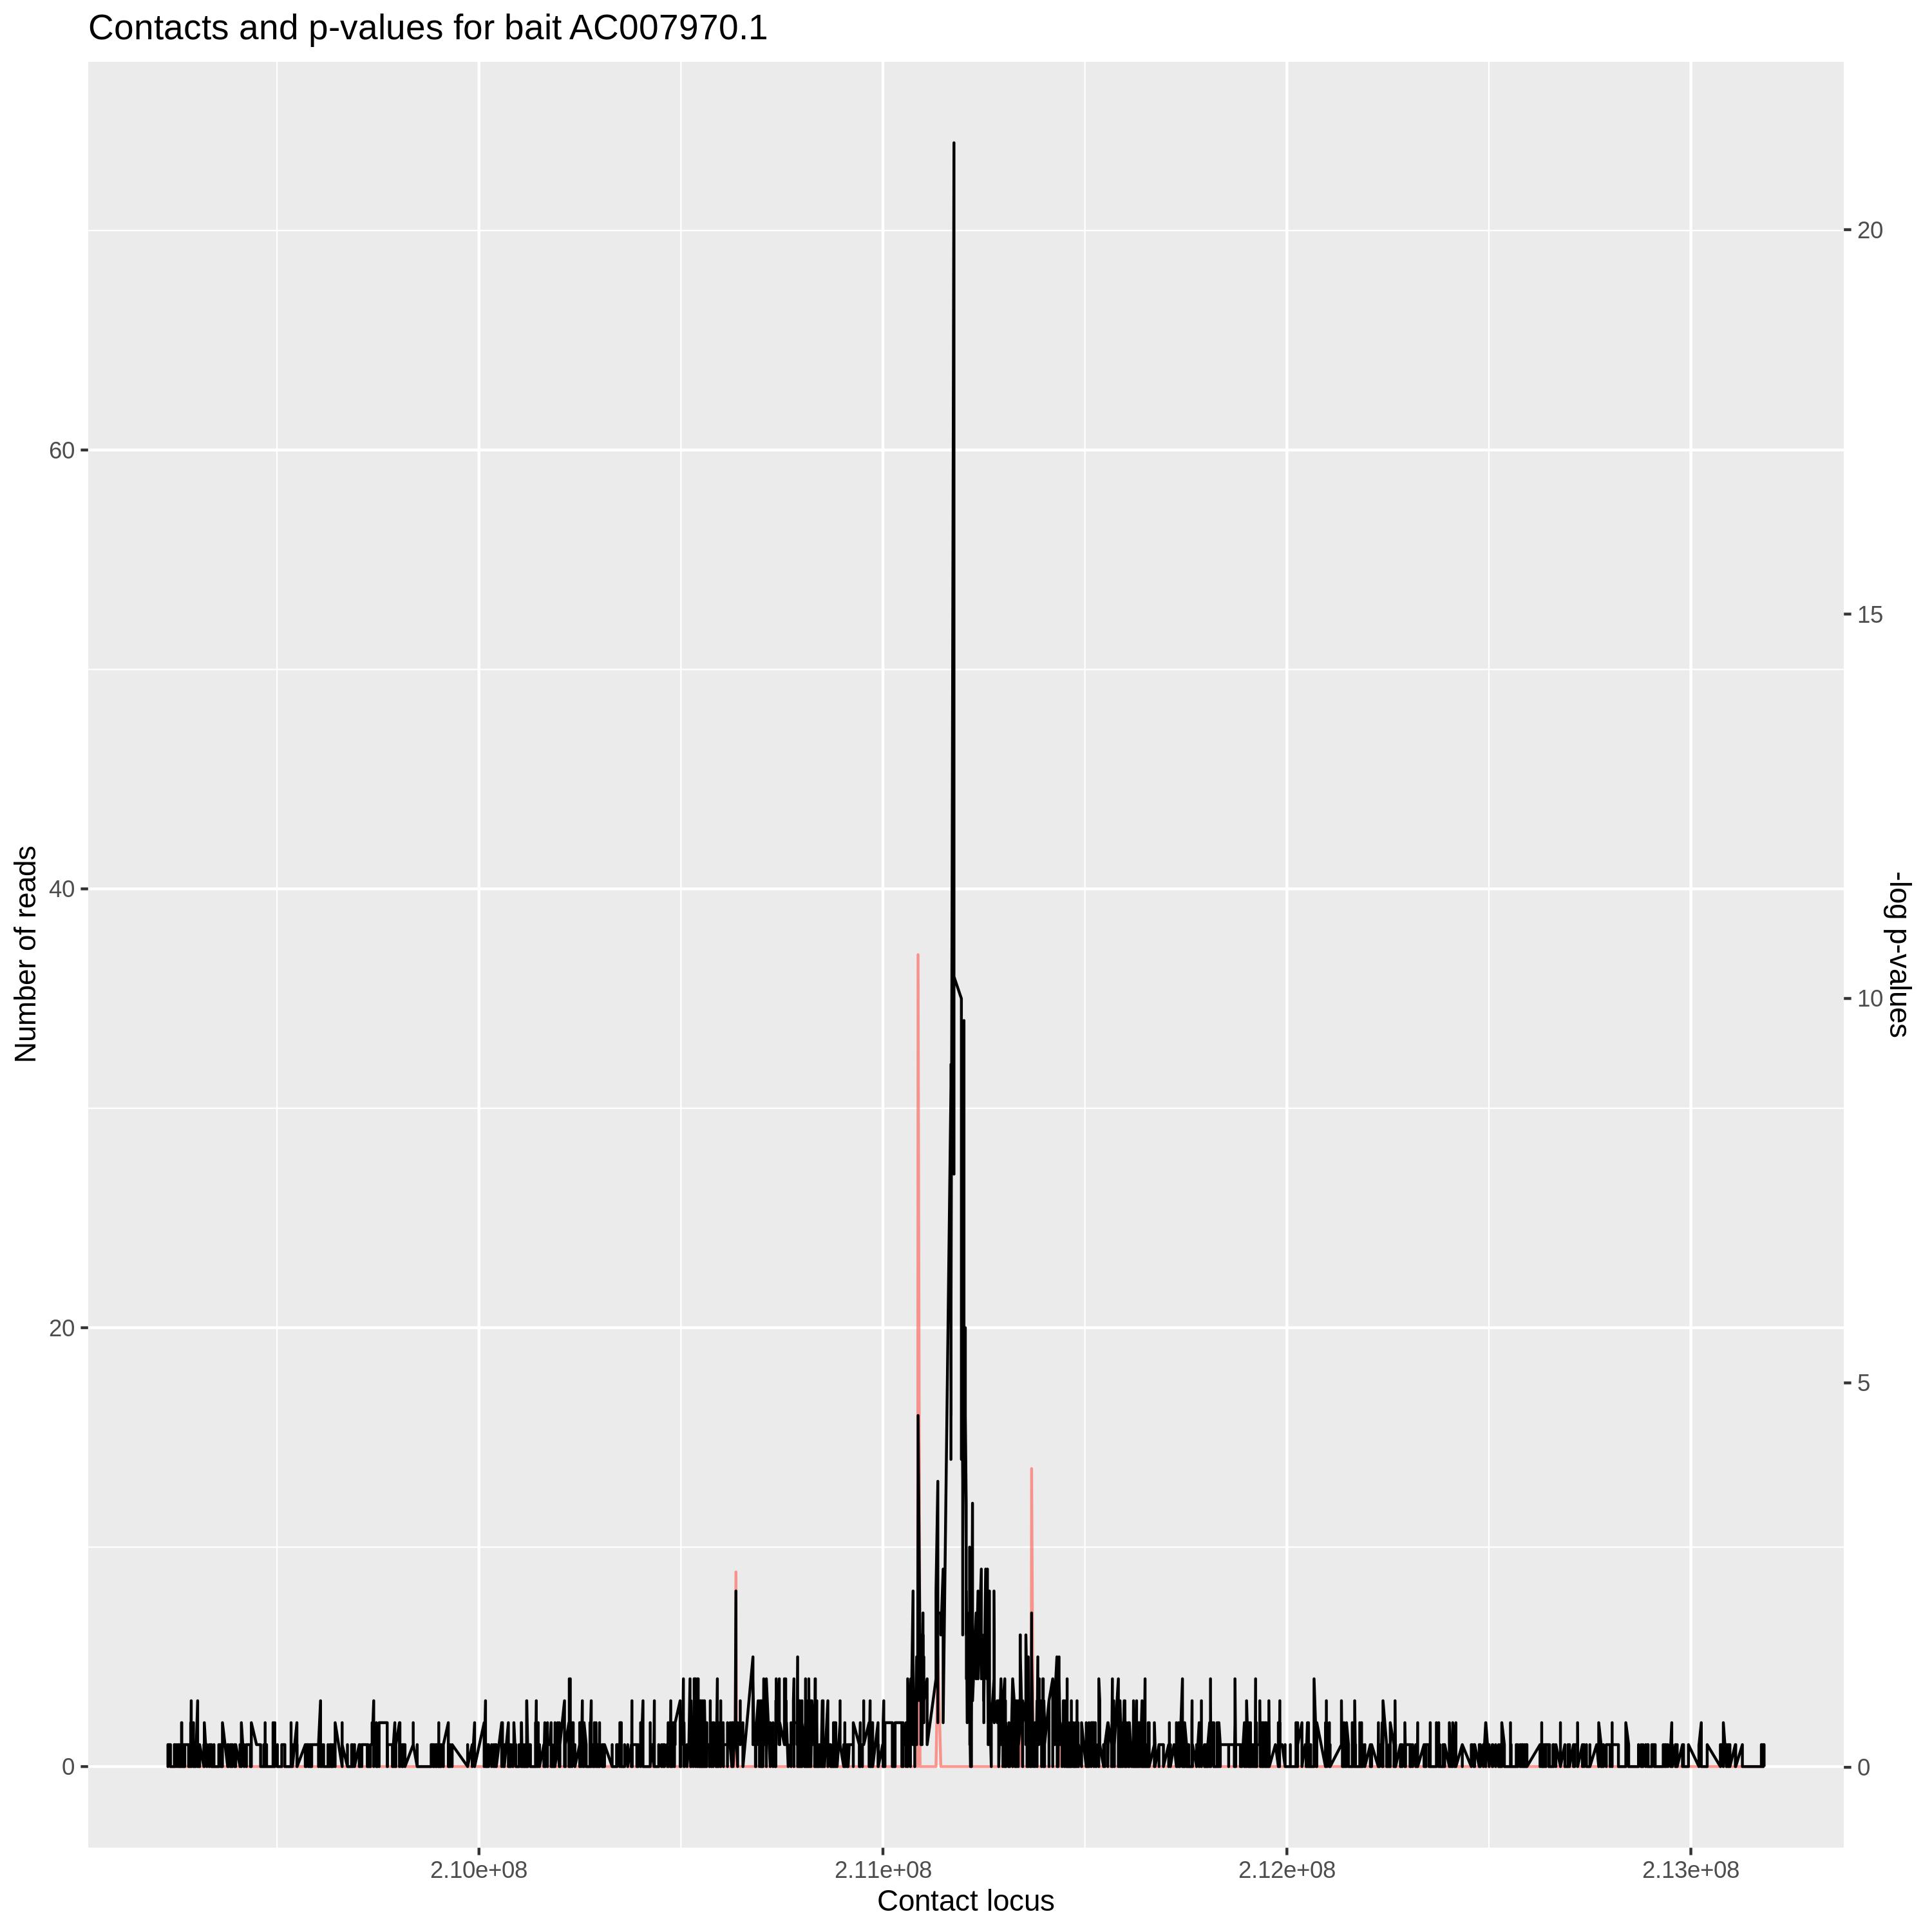 Contacts and p-values for bait AC007970.1
Number of reads
60
40
20
0
20
15
10
5
0
-log p-values
2.10e+08
2.11e+08
2.12e+08
2.13e+08
Contact locus